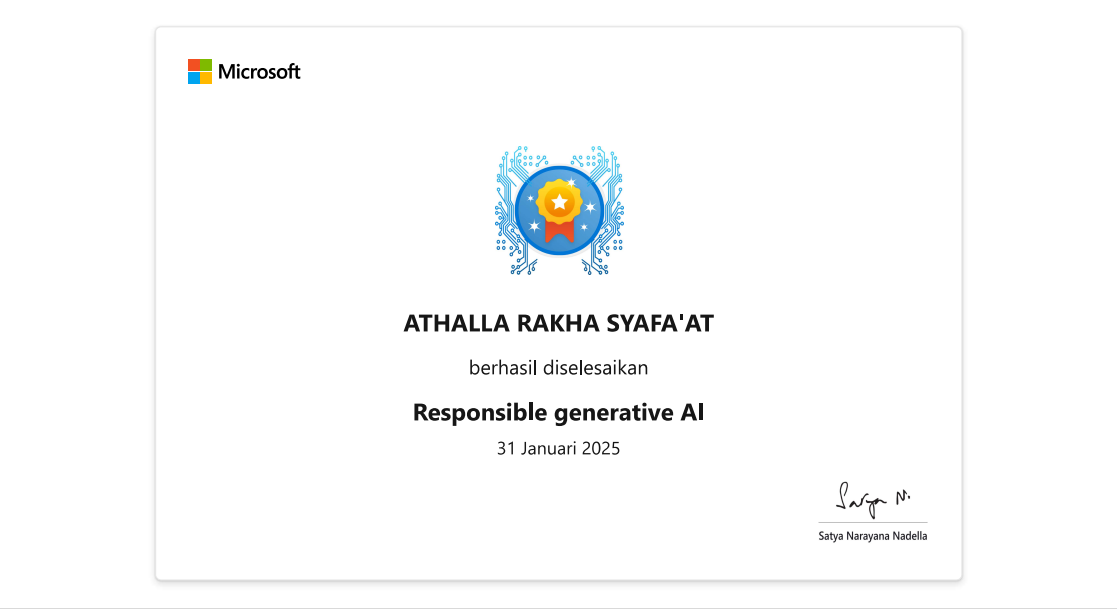 Microsoft
ATHALLA RAKHA SYAFA'AT
berhasil diselesaikan
Responsible generative AI
31 Januari 2025
Satya N.
Satya Narayana Nadella